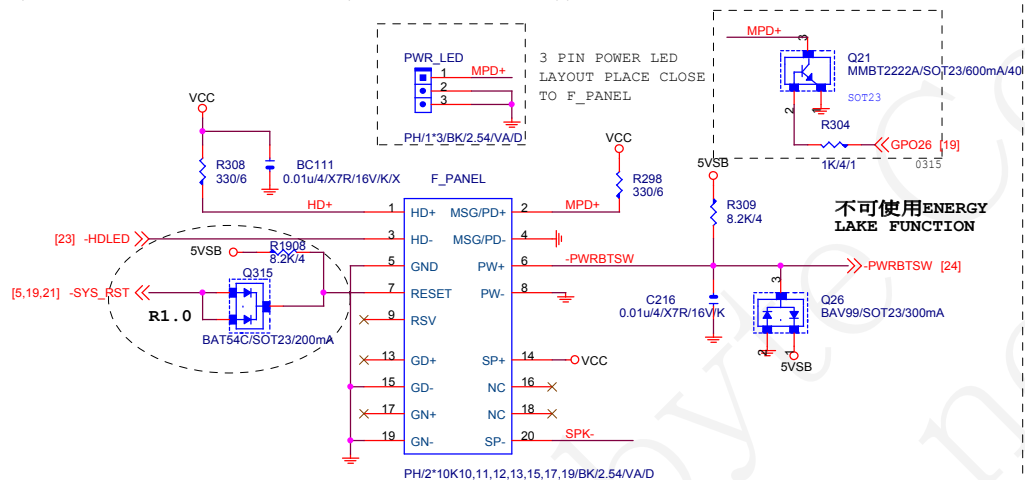 MPD+
3
Q21
MMBT2222A/SOT23/600mA/40
SOT23
2
1
R304
1K/4/1
GPO26 [19]
0315
PWR_LED
1
2
3
MPD+
PH/1*3/BK/2.54/VA/D
3 PIN POWER LED
LAYOUT PLACE CLOSE
TO F_PANEL
VCC
R308
330/6
BC111
0.01u/4/X7R/16V/K/X
HD+
F_PANEL
VCC
R298
330/6
MPD+
5VSB
R309
8.2K/4
不可使用ENERGY
LAKE FUNCTION
[23] -HDLED
5VSB
R1908
8.2K/4
Q315
[5,19,21] -SYS_RST
R1.0
BAT54C/SOT23/200mA
1 HD+ MSG/PD+ 2
3 HD- MSG/PD- 4
5 GND PW+ 6
7 RESET PW- 8
9 RSV
13 GD+ SP+ 14
15 GD- NC 16
17 GN+ NC 18
19 GN- SP- 20
VCC
SPK-
-PWRBTSW
-PWRBTSW [24]
C216
0.01u/4/X7R/16V/K
3
Q26
BAV99/SOT23/300mA
2
1
5VSB
PH/2*10K10,11,12,13,15,17,19/BK/2.54/VA/D